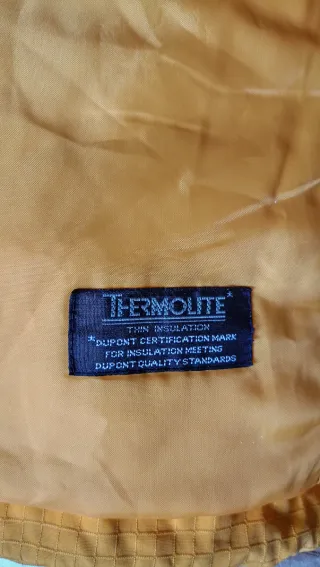 THERMOLITE*
THIN INSULATION
*DUPONT CERTIFICATION MARK
FOR INSULATION MEETING
DUPONT QUALITY STANDARDS